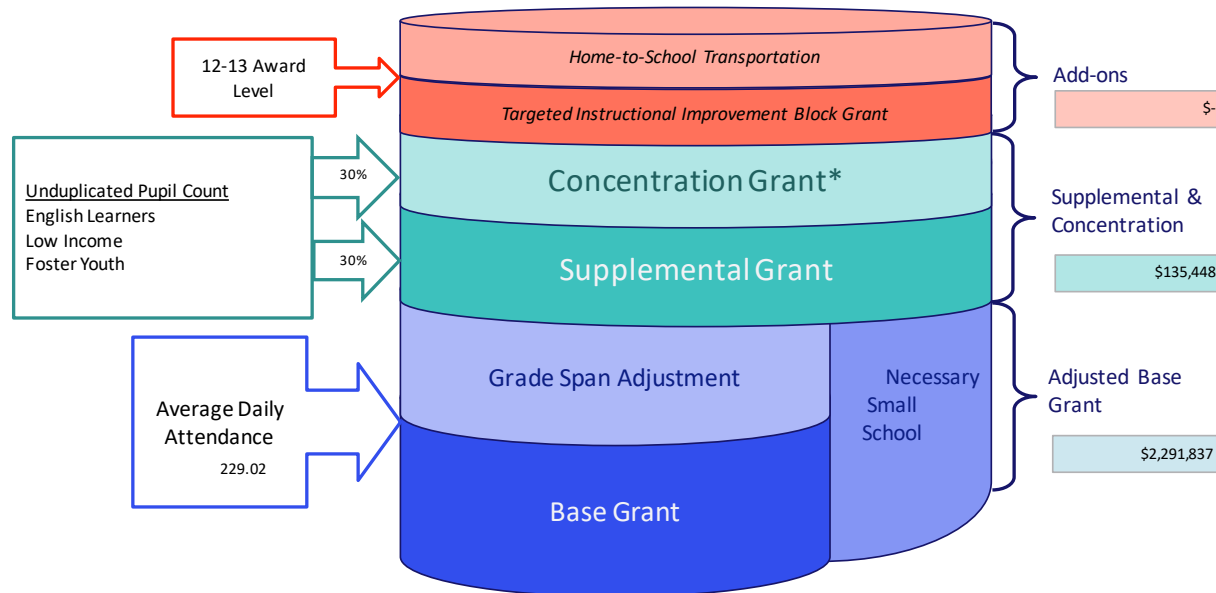 12-13 Award
Level
Home-to-School Transportation
Targeted Instructional Improvement Block Grant
Add-ons
$-
Unduplicated Pupil Count
English Learners
Low Income
Foster Youth
30%
30%
Concentration Grant*
Supplemental Grant
Supplemental &
Concentration
$135,448
Average Daily
Attendance
229.02
Grade Span Adjustment
Base Grant
Necessary
Small
School
Adjusted Base
Grant
$2,291,837